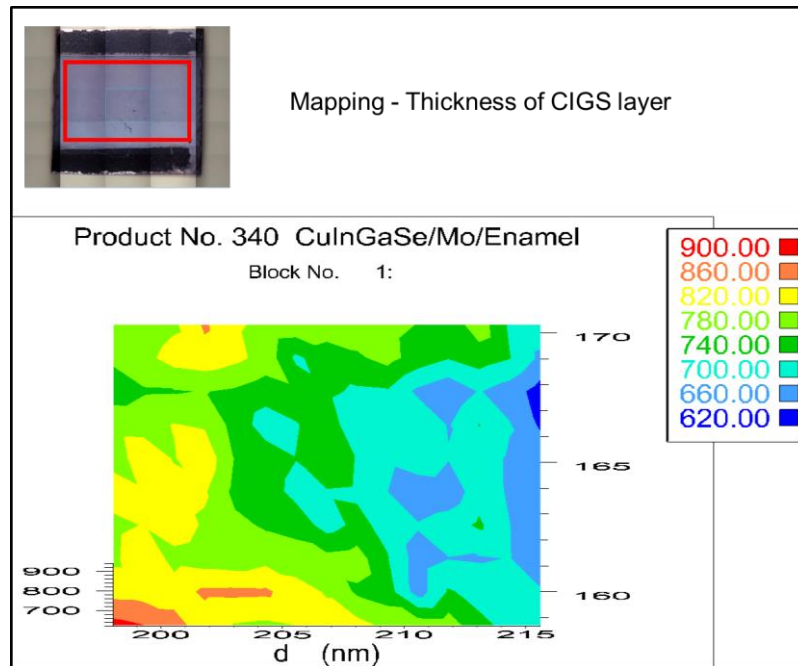 Mapping - Thickness of CIGS layer
Product No. 340 CuInGaSe/Mo/Enamel
Block No. 1:
900.00
860.00
820.00
780.00
740.00
700.00
660.00
620.00
170
165
160
900
800
700
200 205 210 215
d (nm)